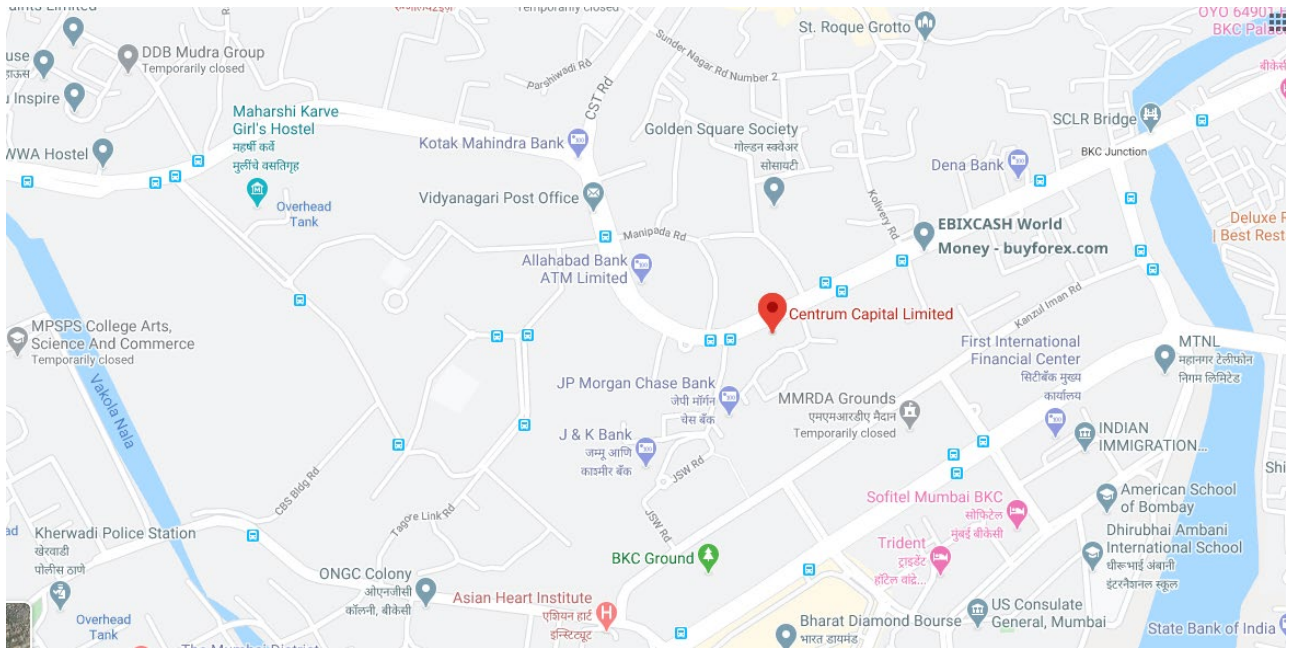 DDB Mudra Group
Temporarily closed
Temporarily closed
St. Roque Grotto
OYO 64901
BKC
u Inspire
Parshiwadi Rd
Sunder Nagar Rd Number 2
CST Rd
Maharshi Karve
Girl's Hostel
महर्षी कर्वे
मुलींचे वसतिगृह
Kotak Mahindra Bank
Golden Square Society
गोल्डन स्क्वेअर
सोसायटी
SCLR Bridge
BKC Junction
WWA Hostel
Dena Bank
Overhead
Tank
Vidyanagari Post Office
Kolivery Rd
Manipada Rd
EBIXCASH World
Money - buyforex.com
Deluxe
| Best Rest
Allahabad Bank
ATM Limited
Kanzul Iman Rd
Centrum Capital Limited
MPSPS College Arts,
Science And Commerce
Temporarily closed
First International
Financial Center
सिटीबँक मुख्य
कार्यालय
MTNL
महानगर टेलीफोन
निगम लिमिटेड
Vakola Nala
JP Morgan Chase Bank
जेपी मॉर्गन
चेस बँक
MMRDA Grounds
एमएमआरडीए मैदान
Temporarily closed
J & K Bank
जम्मू आणि
काश्मीर बँक
INDIAN
IMMIGRATION...
JSW Rd
CBS Bldg Rd
Sofitel Mumbai BKC
सोफिटेल
मुंबई बीकेसी
American School
of Bombay
Tagore Link Rd
JSW Rd
Kherwadi Police Station
खेरवाडी
पोलीस ठाणे
Trident
ट्राइडेंट
हॉटेल वांद्रे...
Dhirubhai Ambani
International School
धीरूभाई अंबानी
इंटरनॅशनल स्कूल
BKC Ground
ONGC Colony
ओएनजीसी
कॉलनी, बीकेसी
Asian Heart Institute
एशियन हार्ट
इन्स्टिट्यूट
Overhead
Tank
Bharat Diamond Bourse
भारत डायमंड
US Consulate
General, Mumbai
State Bank of India
The Mumbai District